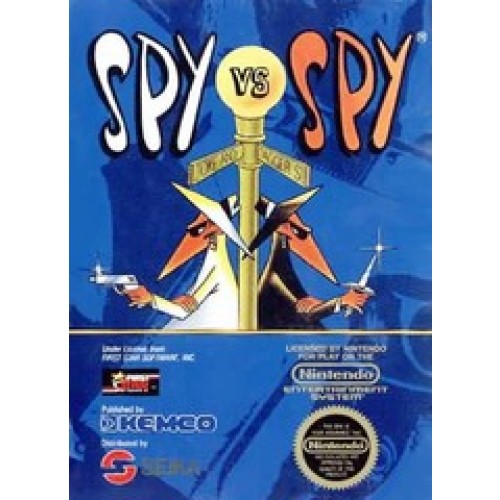 SPY VS SPY®
Under License from
FIRST STAR SOFTWARE, INC.
LICENSED BY NINTENDO
FOR PLAY ON THE
Nintendo
ENTERTAINMENT
SYSTEM
Published by
KEMCO
Distributed by
SEIKA
Nintendo